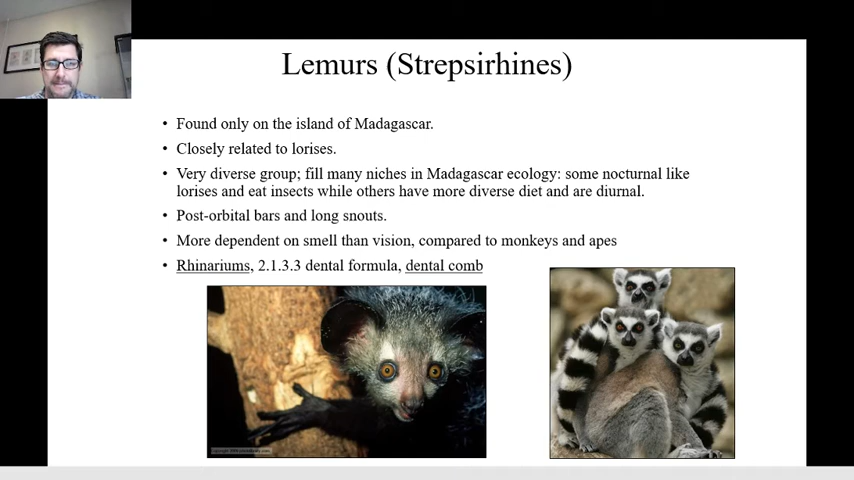 Lemurs (Strepsirhines)
• Found only on the island of Madagascar.
• Closely related to lorises.
• Very diverse group; fill many niches in Madagascar ecology: some nocturnal like
lorises and eat insects while others have more diverse diet and are diurnal.
• Post-orbital bars and long snouts.
• More dependent on smell than vision, compared to monkeys and apes
• Rhinariums, 2.1.3.3 dental formula, dental comb